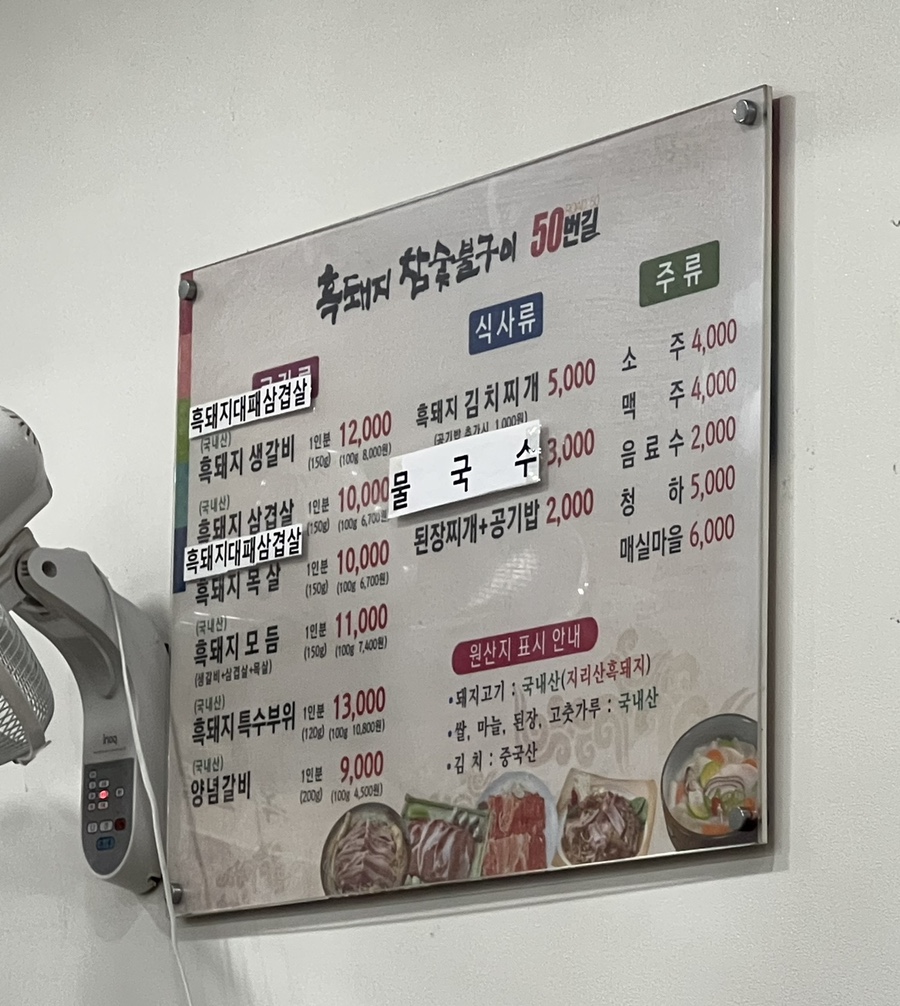 흑돼지 참숯불구이 50번길
흑돼지대패삼겹살
(국내산)
흑돼지 생갈비 1인분 12,000
(150g) (100g 8,000원)
(국내산)
흑돼지 삼겹살 1인분 10,000
(150g) (100g 6,700원)
흑돼지대패삼겹살
흑돼지 목살 1인분 10,000
(150g) (100g 6,700원)
(국내산)
흑돼지 모듬 1인분 11,000
(생갈비+삼겹살+목살) (150g) (100g 7,400원)
(국내산)
흑돼지 특수부위 1인분 13,000
(120g) (100g 10,800원)
(국내산)
양념갈비 1인분 9,000
(200g) (100g 4,500원)
식사류
흑돼지 김치찌개 5,000
(공기밥 추가시 1,000원)
물 국 수 3,000
된장찌개+공기밥 2,000
주류
소 주 4,000
맥 주 4,000
음료수 2,000
청 하 5,000
매실마을 6,000
원산지 표시 안내
•돼지고기 : 국내산(지리산흑돼지)
•쌀, 마늘, 된장, 고춧가루 : 국내산
•김 치 : 중국산